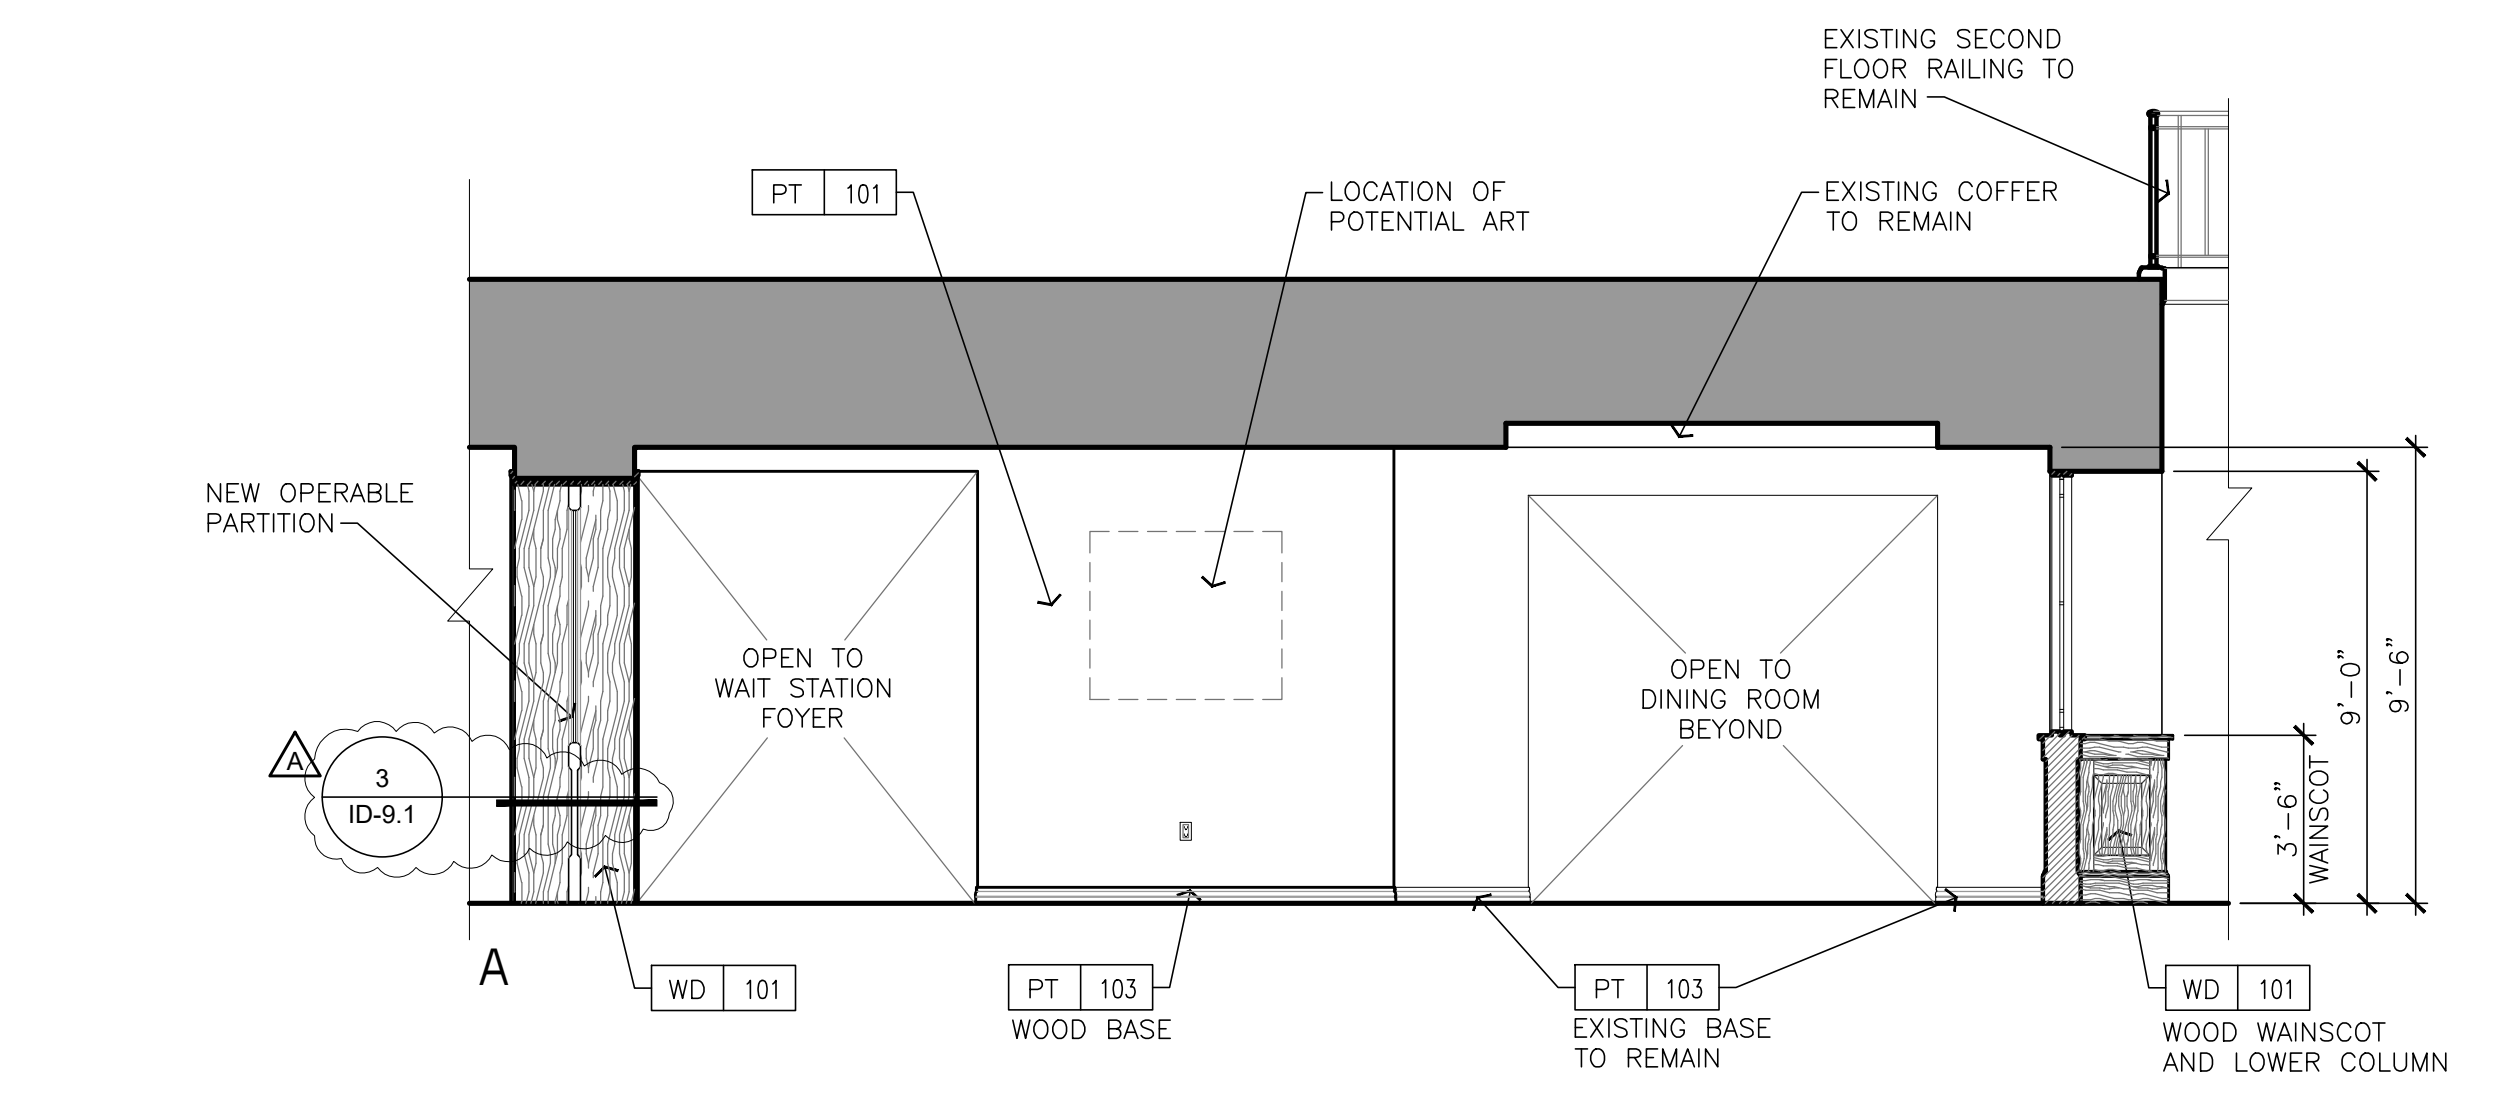 EXISTING SECOND
FLOOR RAILING TO
REMAIN
PT 101
LOCATION OF
POTENTIAL ART
EXISTING COFFER
TO REMAIN
NEW OPERABLE
PARTITION
OPEN TO
WAIT STATION
FOYER
OPEN TO
DINING ROOM
BEYOND
A
3
ID-9.1
3'-6"
WAINSCOT
9'-0"
9'-6"
A
WD 101
PT 103
WOOD BASE
PT 103
EXISTING BASE
TO REMAIN
WD 101
WOOD WAINSCOT
AND LOWER COLUMN